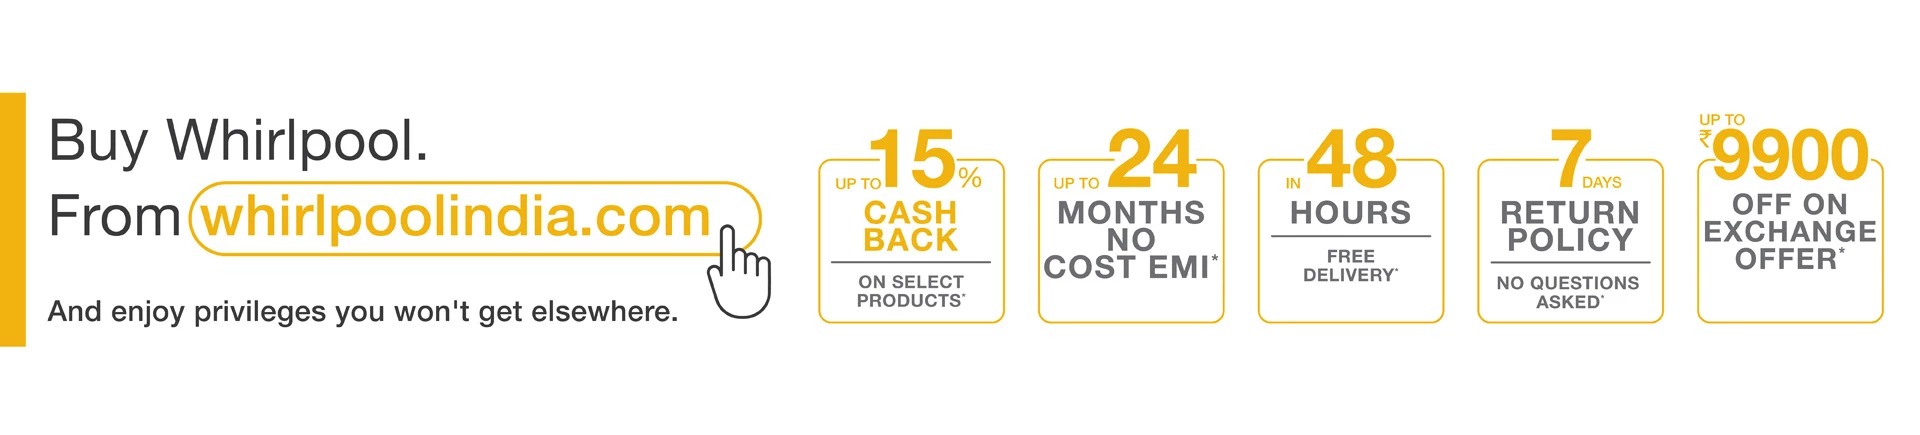 Buy Whirlpool.
From whirlpoolindia.com
And enjoy privileges you won't get elsewhere.
UP TO 15%
CASH
BACK
ON SELECT
PRODUCTS*
UP TO 24
MONTHS
NO
COST EMI*
IN 48
HOURS
FREE
DELIVERY*
7 DAYS
RETURN
POLICY
NO QUESTIONS
ASKED*
UP TO
₹9900
OFF ON
EXCHANGE
OFFER*